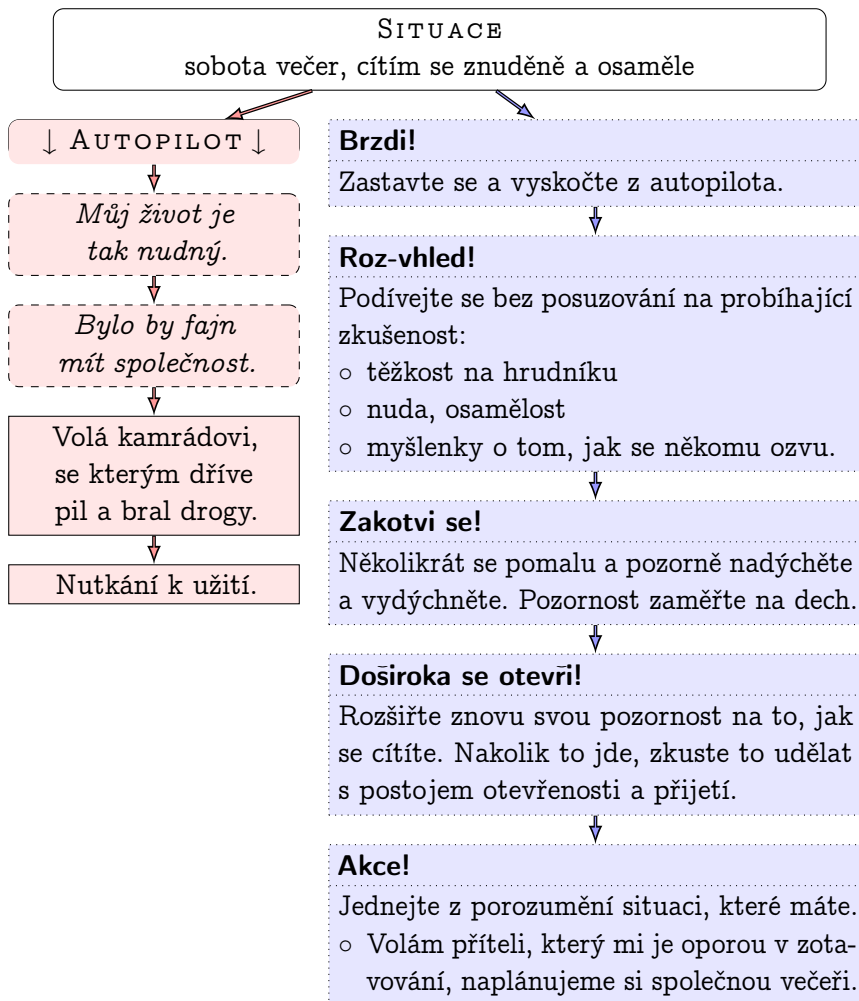 SITUACE
sobota večer, cítím se znuděně a osaměle
↓ AUTOPILOT ↓
Můj život je
tak nudný.
Bylo by fajn
mít společnost.
Volá kamrádovi,
se kterým dříve
pil a bral drogy.
Nutkání k užití.
Brzdi!
Zastavte se a vyskočte z autopilota.
Roz-vhled!
Podívejte se bez posuzování na probíhající
zkušenost:
○ těžkost na hrudníku
○ nuda, osamělost
○ myšlenky o tom, jak se někomu ozvu.
Zakotvi se!
Několikrát se pomalu a pozorně nadýchěte
a vydýchněte. Pozornost zaměřte na dech.
Doširoka se otevři!
Rozšiřte znovu svou pozornost na to, jak
se cítíte. Nakolik to jde, zkuste to udělat
s postojem otevřenosti a přijetí.
Akce!
Jednejte z porozumění situaci, které máte.
○ Volám příteli, který mi je oporou v zota-
vování, naplánujeme si společnou večeři.